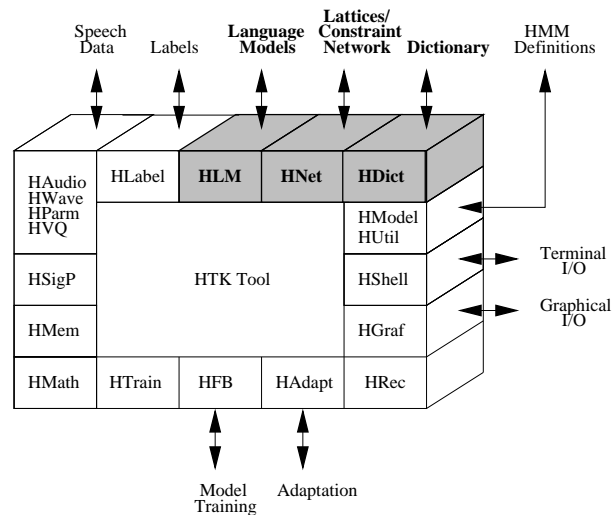 Speech
Data
Labels
Language
Models
Lattices/
Constraint
Network
Dictionary
HMM
Definitions
HAudio
HWave
HParm
HVQ
HLabel
HLM
HNet
HDict
HModel
HUtil
HSigP
HTK Tool
HShell
Terminal
I/O
HMem
HGraf
Graphical
I/O
HMath
HTrain
HFB
HAdapt
HRec
Model
Training
Adaptation